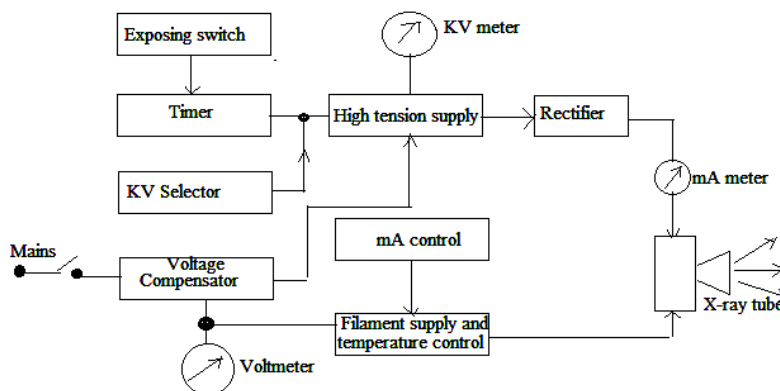 KV meter
Exposing switch
Timer
High tension supply
Rectifier
mA meter
KV Selector
Mains
Voltage
Compensator
mA control
X-ray tube
Filament supply and
temperature control
Voltmeter